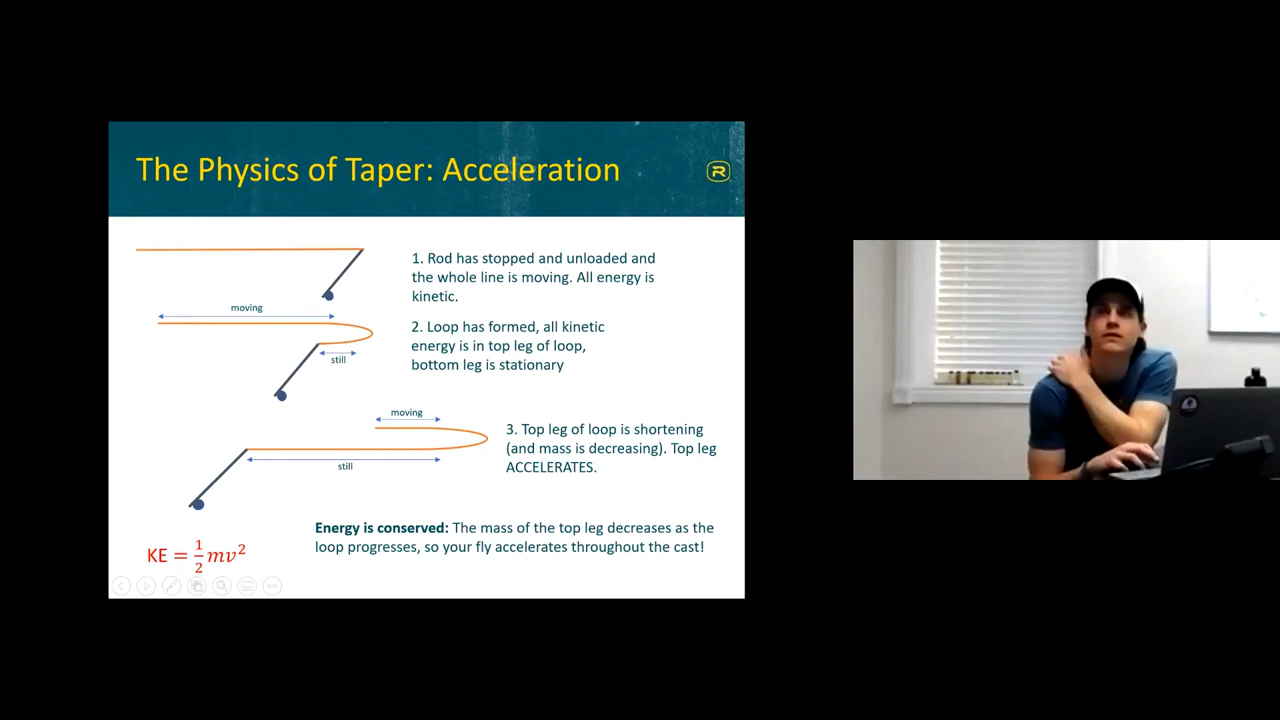 The Physics of Taper: Acceleration
R
1. Rod has stopped and unloaded and
the whole line is moving. All energy is
kinetic.
moving
2. Loop has formed, all kinetic
energy is in top leg of loop,
bottom leg is stationary
still
moving
3. Top leg of loop is shortening
(and mass is decreasing). Top leg
ACCELERATES.
still
Energy is conserved: The mass of the top leg decreases as the
loop progresses, so your fly accelerates throughout the cast!
KE = 1/2 mv²